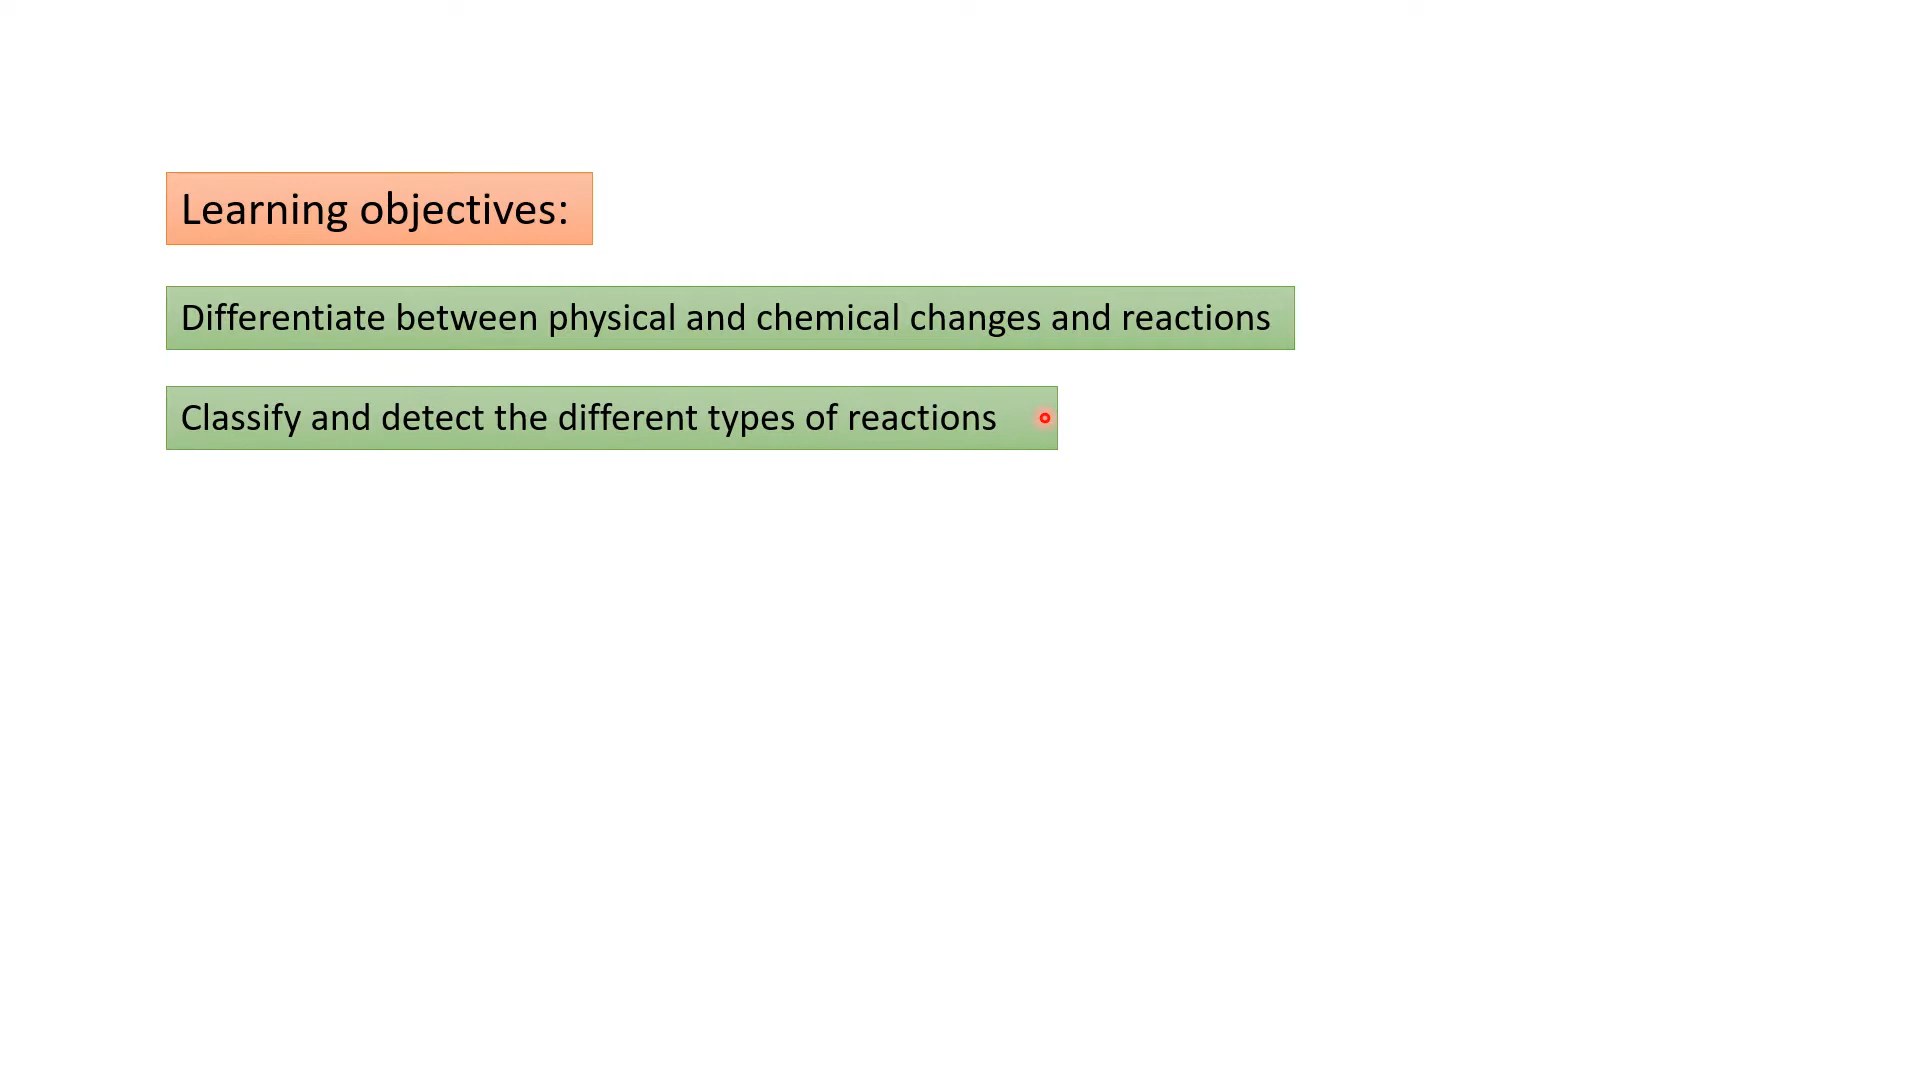 Learning objectives:
Differentiate between physical and chemical changes and reactions
Classify and detect the different types of reactions